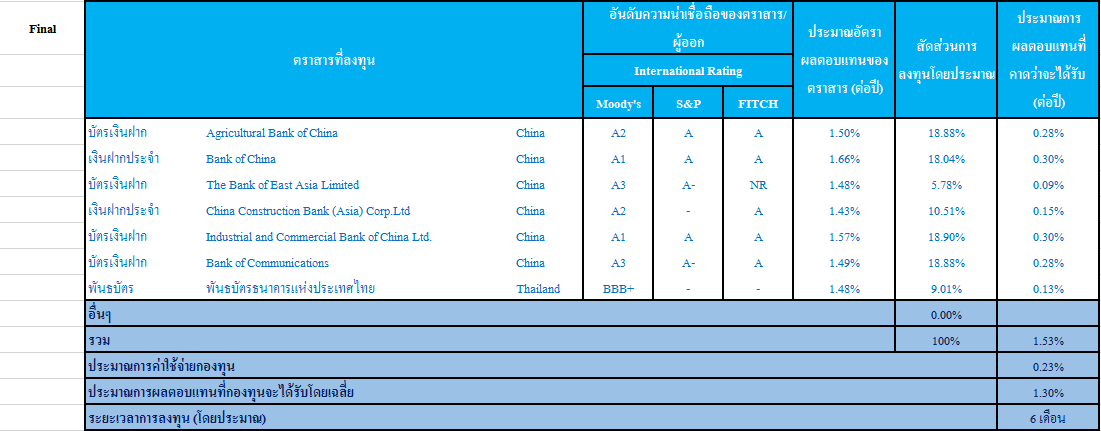 Final
ตราสารที่ลงทุน
อันดับความน่าเชื่อถือของตราสาร/
ผู้ออก
International Rating
Moody's S&P FITCH
ประมาณอัตรา
ผลตอบแทนของ
ตราสาร (ต่อปี)
สัดส่วนการ
ลงทุนโดยประมาณ
ประมาณการ
ผลตอบแทนที่
คาดว่าจะได้รับ
(ต่อปี)
บัตรเงินฝาก Agricultural Bank of China China A2 A A 1.50% 18.88% 0.28%
เงินฝากประจำ Bank of China China A1 A A 1.66% 18.04% 0.30%
บัตรเงินฝาก The Bank of East Asia Limited China A3 A- NR 1.48% 5.78% 0.09%
เงินฝากประจำ China Construction Bank (Asia) Corp.Ltd China A2 - A 1.43% 10.51% 0.15%
บัตรเงินฝาก Industrial and Commercial Bank of China Ltd. China A1 A A 1.57% 18.90% 0.30%
บัตรเงินฝาก Bank of Communications China A3 A- A 1.49% 18.88% 0.28%
พันธบัตร พันธบัตรธนาคารแห่งประเทศไทย Thailand BBB+ - - 1.48% 9.01% 0.13%
อื่นๆ 0.00%
รวม 100% 1.53%
ประมาณการค่าใช้จ่ายกองทุน 0.23%
ประมาณการผลตอบแทนที่กองทุนจะได้รับโดยเฉลี่ย 1.30%
ระยะเวลาการลงทุน (โดยประมาณ) 6 เดือน